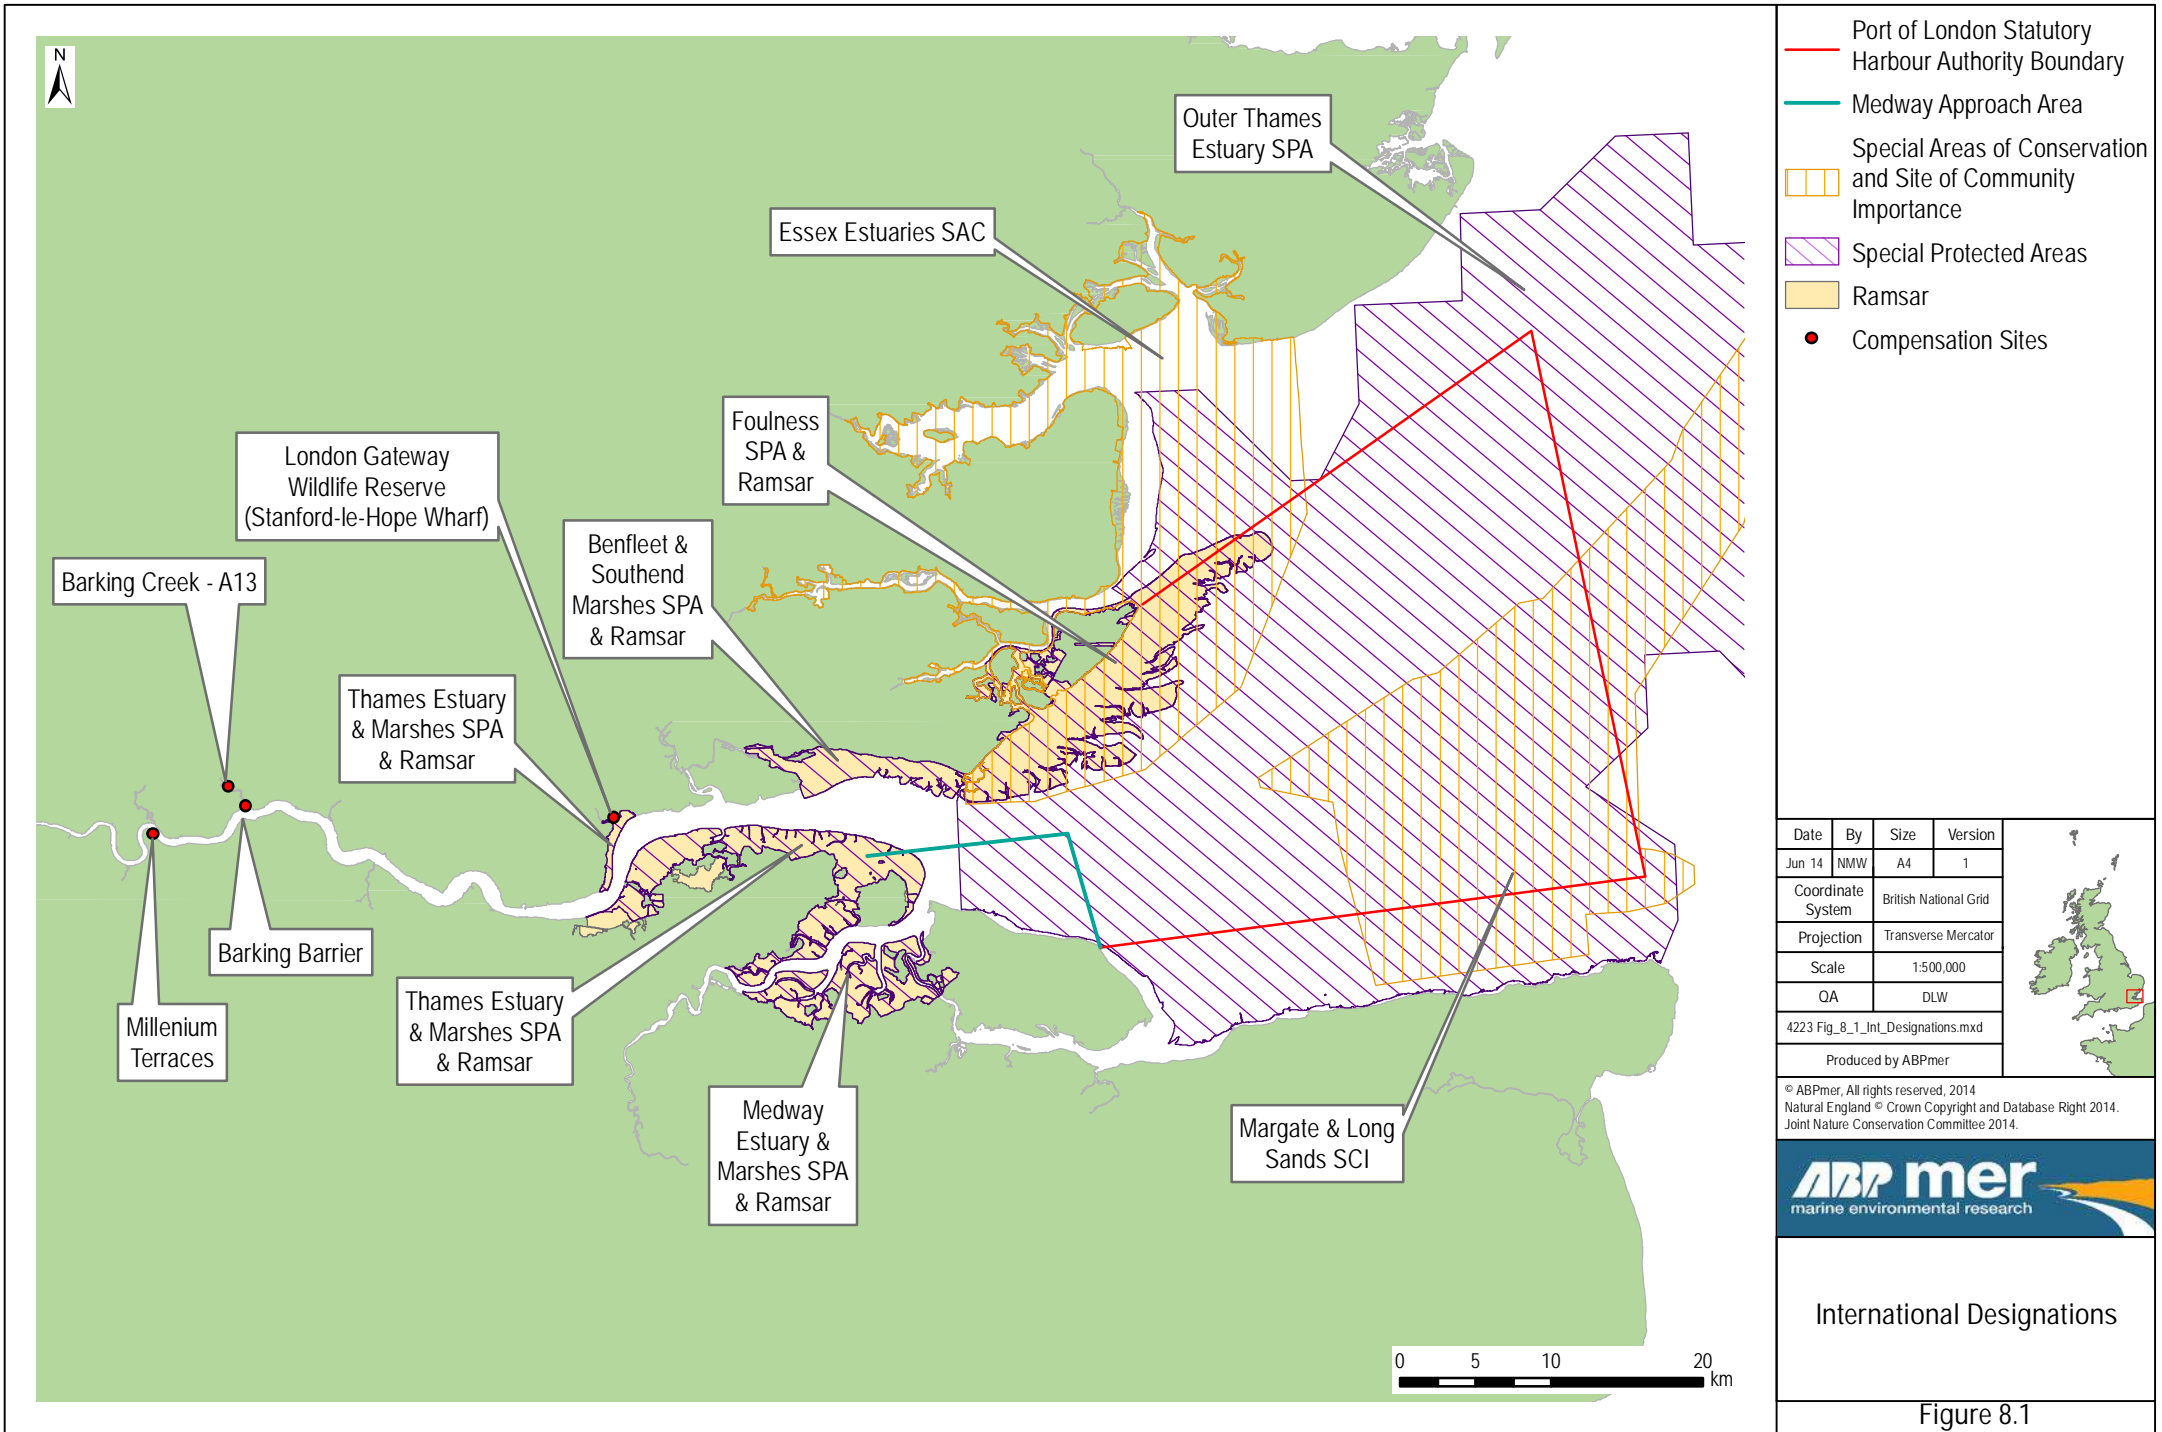 N
Outer Thames
Estuary SPA
Essex Estuaries SAC
Foulness
SPA &
Ramsar
London Gateway
Wildlife Reserve
(Stanford-le-Hope Wharf)
Benfleet &
Southend
Marshes SPA
& Ramsar
Barking Creek - A13
Thames Estuary
& Marshes SPA
& Ramsar
Barking Barrier
Millenium
Terraces
Thames Estuary
& Marshes SPA
& Ramsar
Medway
Estuary &
Marshes SPA
& Ramsar
Margate & Long
Sands SCI
0 5 10 20
km
Port of London Statutory
Harbour Authority Boundary
Medway Approach Area
Special Areas of Conservation
and Site of Community
Importance
Special Protected Areas
Ramsar
Compensation Sites
Date By Size Version
Jun 14 NMW A4 1
Coordinate
System
British National Grid
Projection Transverse Mercator
Scale 1:500,000
QA DLW
4223 Fig_8_1_Int_Designations.mxd
Produced by ABPmer
© ABPmer, All rights reserved, 2014
Natural England © Crown Copyright and Database Right 2014.
Joint Nature Conservation Committee 2014.
ABP mer
marine environmental research
International Designations
Figure 8.1